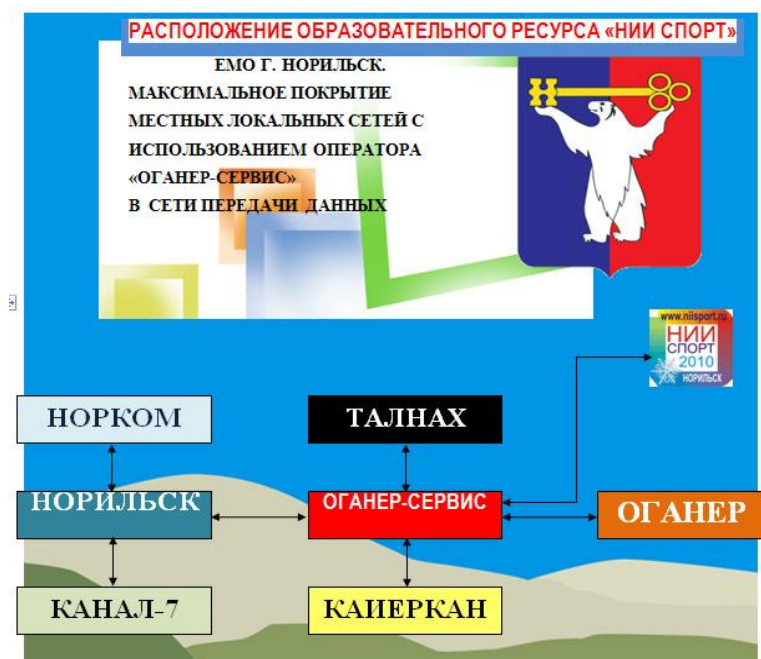 РАСПОЛОЖЕНИЕ ОБРАЗОВАТЕЛЬНОГО РЕСУРСА «НИИ СПОРТ»
ЕМО Г. НОРИЛЬСК.
МАКСИМАЛЬНОЕ ПОКРЫТИЕ
МЕСТНЫХ ЛОКАЛЬНЫХ СЕТЕЙ С
ИСПОЛЬЗОВАНИЕМ ОПЕРАТОРА
«ОГАНЕР-СЕРВИС»
В СЕТИ ПЕРЕДАЧИ ДАННЫХ
www.niisport.ru
НИИ
СПОРТ
2010
НОРИЛЬСК
НОРКОМ
ТАЛНАХ
НОРИЛЬСК
ОГАНЕР-СЕРВИС
ОГАНЕР
КАНАЛ-7
КАИЕРКАН